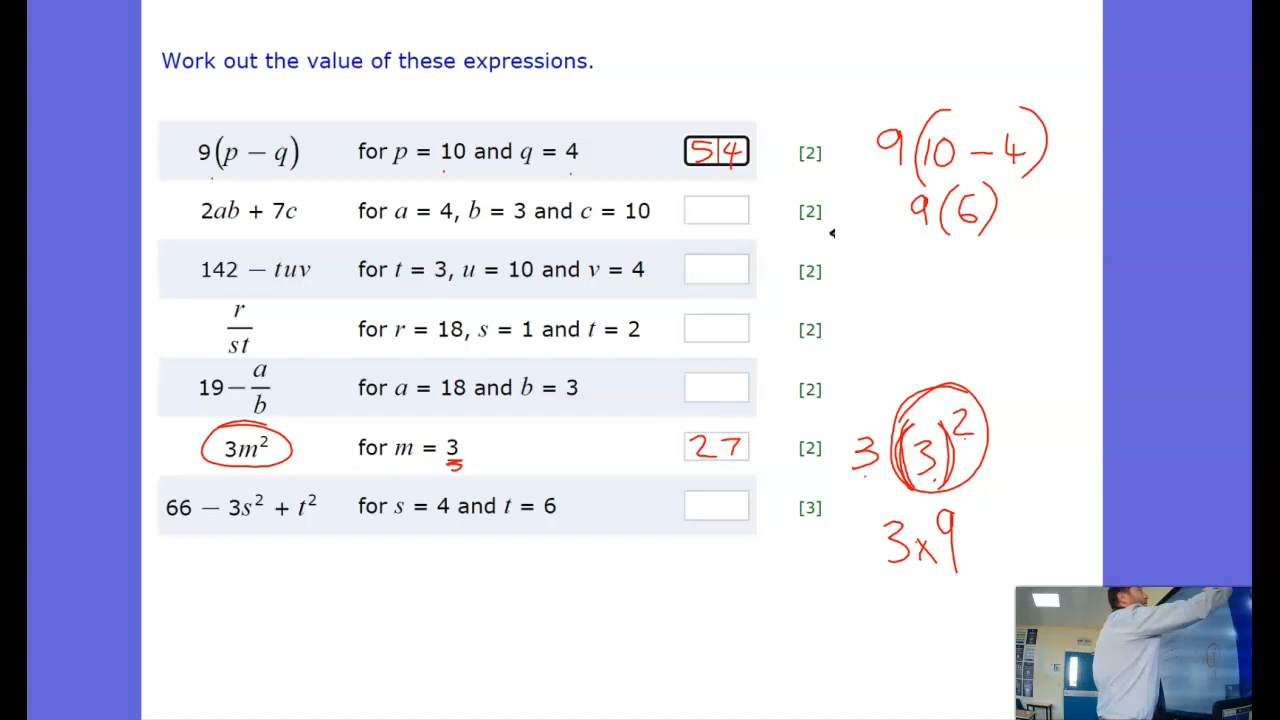 Work out the value of these expressions.
9(p − q) for p = 10 and q = 4 54 [2]
2ab + 7c for a = 4, b = 3 and c = 10 [2]
142 − tuv for t = 3, u = 10 and v = 4 [2]
r/st for r = 18, s = 1 and t = 2 [2]
19 − a/b for a = 18 and b = 3 [2]
3m² for m = 3 27 [2]
66 − 3s² + t² for s = 4 and t = 6 [3]
9(10 − 4)
9(6)
3(3)²
3×9